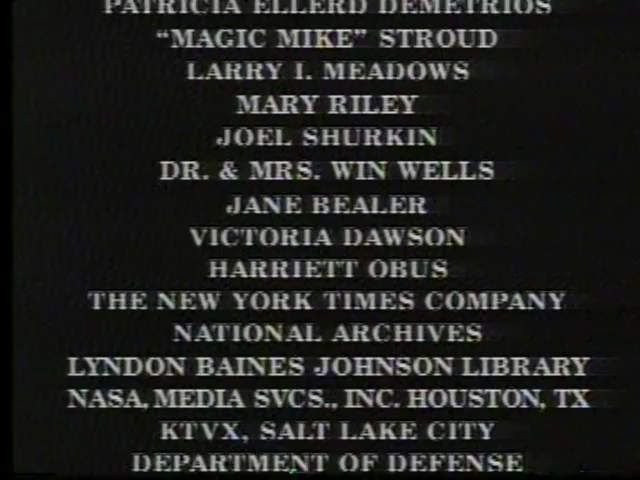 PATRICIA ELLERD DEMETRIOS
"MAGIC MIKE" STROUD
LARRY I. MEADOWS
MARY RILEY
JOEL SHURKIN
DR. & MRS. WIN WELLS
JANE BEALER
VICTORIA DAWSON
HARRIETT OBUS
THE NEW YORK TIMES COMPANY
NATIONAL ARCHIVES
LYNDON BAINES JOHNSON LIBRARY
NASA, MEDIA SVCS., INC. HOUSTON, TX
KTVX, SALT LAKE CITY
DEPARTMENT OF DEFENSE